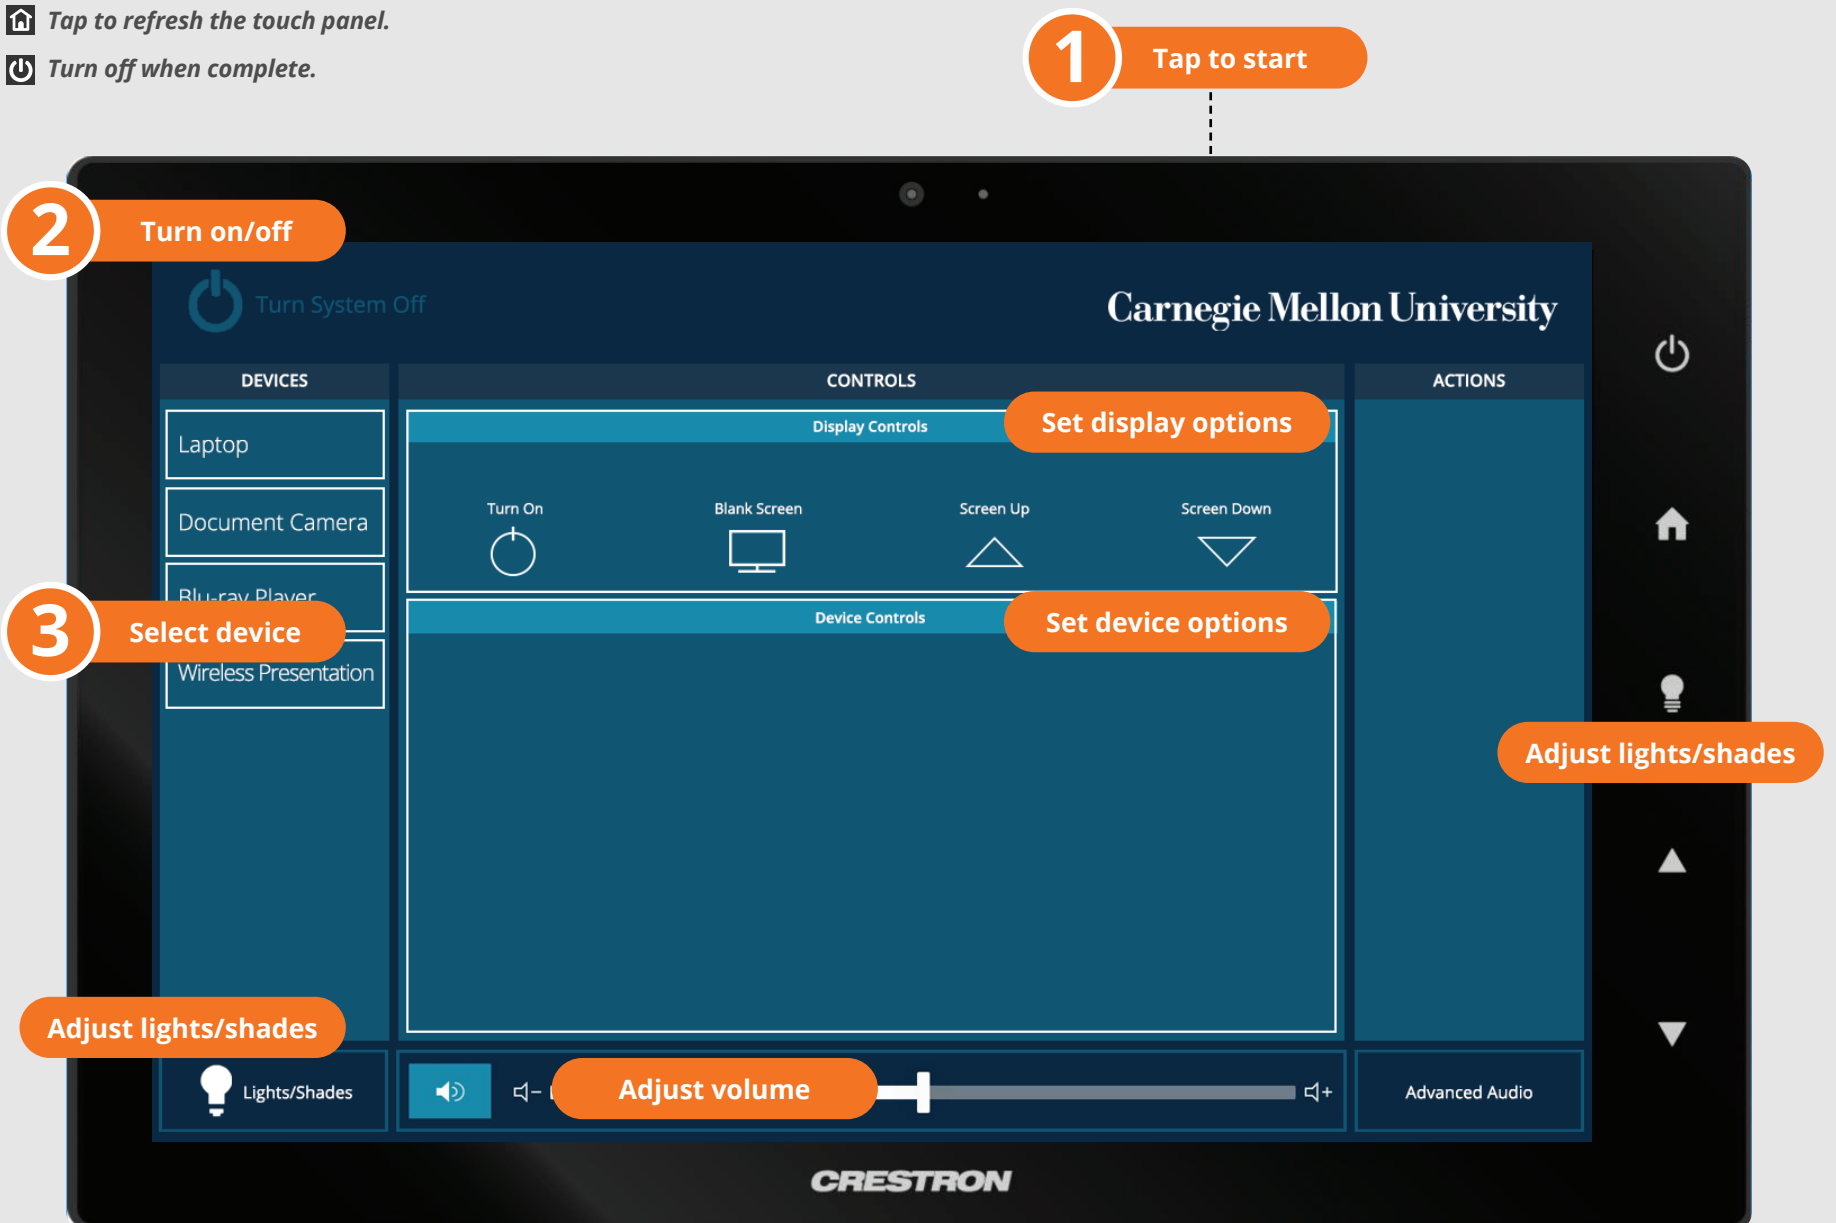 Tap to refresh the touch panel.
Turn off when complete.
1 Tap to start
2 Turn on/off
Turn System Off
Carnegie Mellon University
DEVICES
CONTROLS
ACTIONS
Laptop
Document Camera
Blu-ray Player
3 Select device
Wireless Presentation
Display Controls
Set display options
Turn On
Blank Screen
Screen Up
Screen Down
Device Controls
Set device options
Adjust lights/shades
Adjust lights/shades
Lights/Shades
Adjust volume
Advanced Audio
CRESTRON